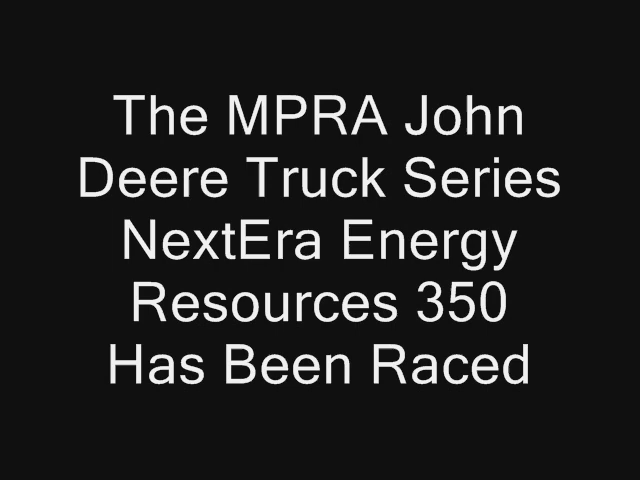 The MPRA John
Deere Truck Series
NextEra Energy
Resources 350
Has Been Raced